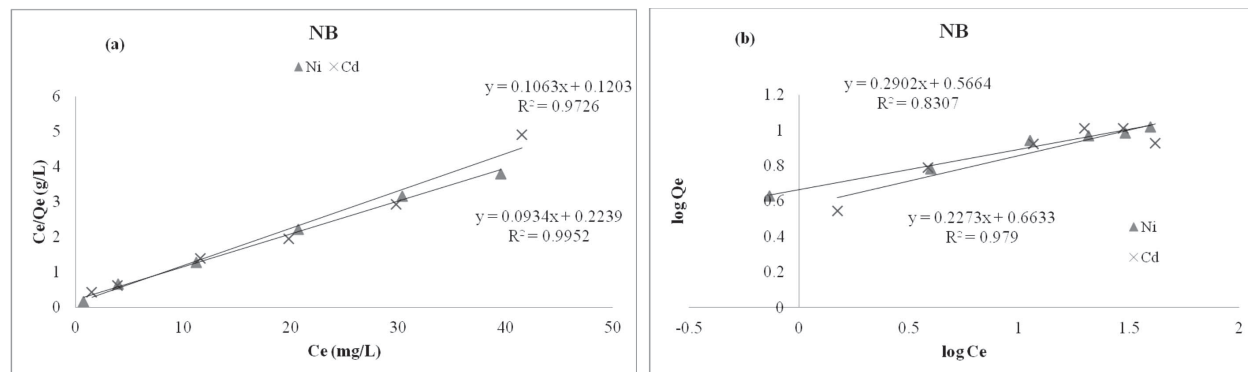 NB
(a)
Ni Cd
y = 0.1063x + 0.1203
R² = 0.9726
6
5
4
3
2
1
0
Ce/Qe (g/L)
y = 0.0934x + 0.2239
R² = 0.9952
0 10 20 30 40 50
Ce (mg/L)
NB
(b)
y = 0.2902x + 0.5664
R² = 0.8307
1.2
1
0.8
0.6
0.4
0.2
0
log Qe
y = 0.2273x + 0.6633
R² = 0.979
Ni
Cd
-0.5 0 0.5 1 1.5 2
log Ce